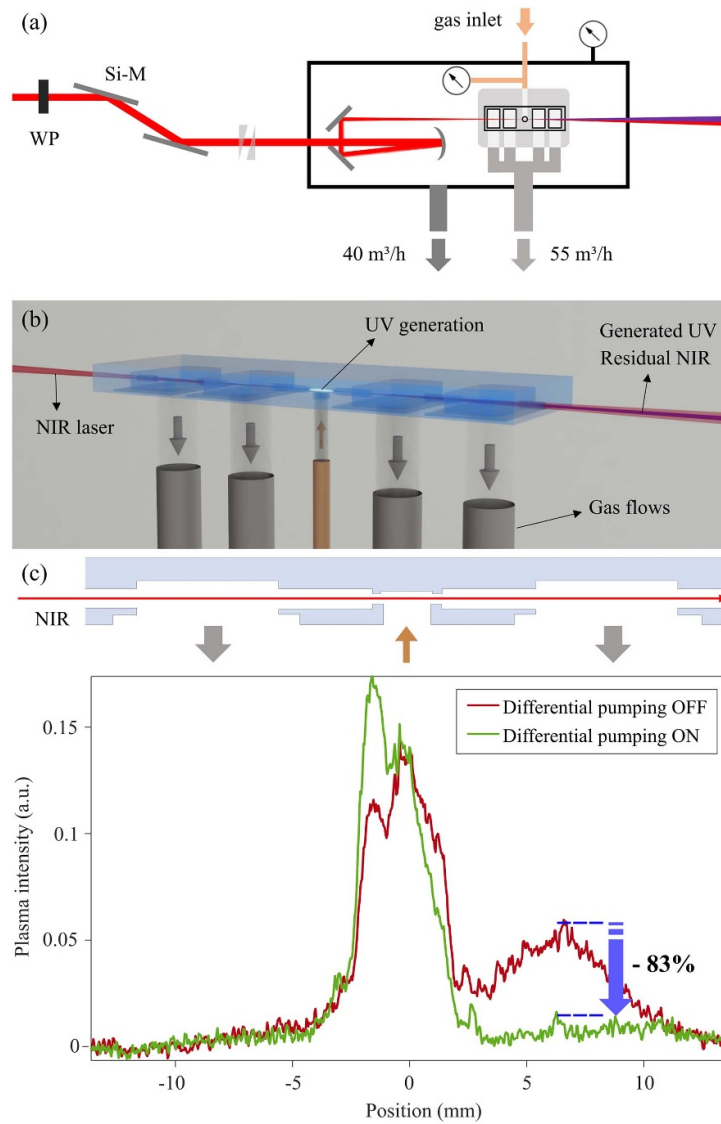 (a)
gas inlet
Si-M
WP
40 m³/h
55 m³/h
(b)
UV generation
Generated UV
Residual NIR
NIR laser
Gas flows
(c)
NIR
Differential pumping OFF
Differential pumping ON
- 83%
Plasma intensity (a.u.)
0.15
0.1
0.05
0
-10
-5
0
5
10
Position (mm)